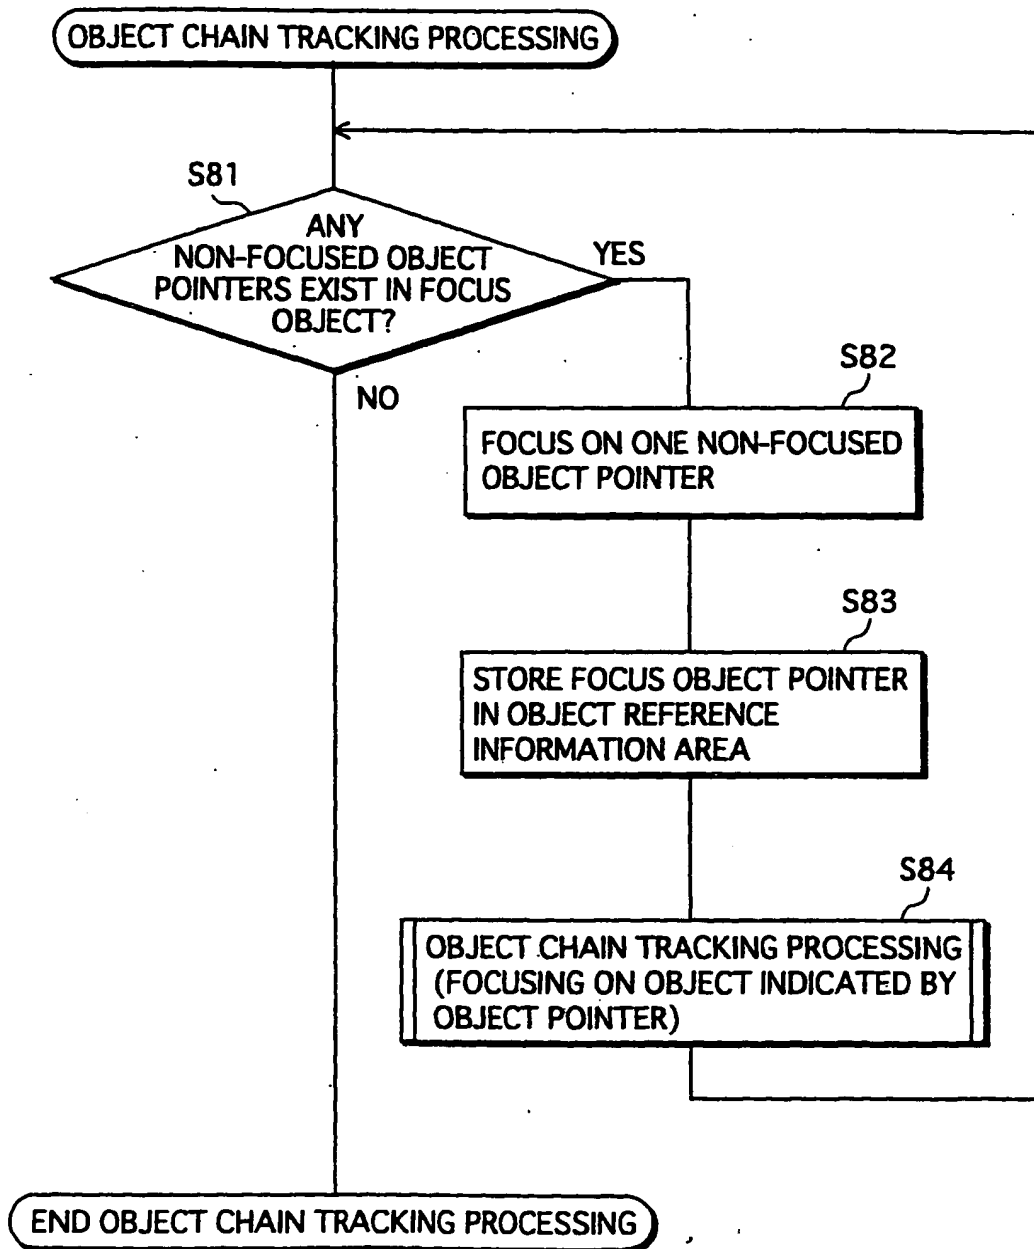 OBJECT CHAIN TRACKING PROCESSING
S81
ANY
NON-FOCUSED OBJECT
POINTERS EXIST IN FOCUS
OBJECT?
YES
NO
S82
FOCUS ON ONE NON-FOCUSED
OBJECT POINTER
S83
STORE FOCUS OBJECT POINTER
IN OBJECT REFERENCE
INFORMATION AREA
S84
OBJECT CHAIN TRACKING PROCESSING
(FOCUSING ON OBJECT INDICATED BY
OBJECT POINTER)
END OBJECT CHAIN TRACKING PROCESSING